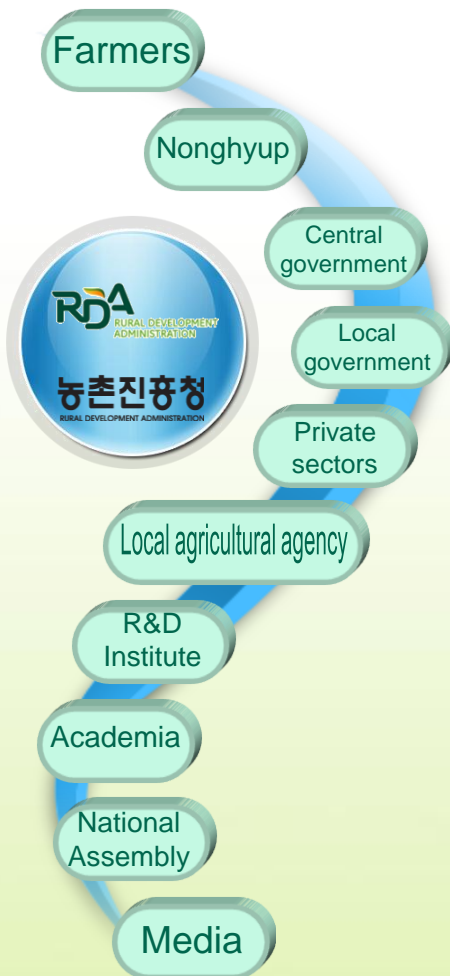 Farmers
Nonghyup
Central
government
RDA
RURAL DEVELOPMENT
ADMINISTRATION
농촌진흥청
RURAL DEVELOPMENT ADMINISTRATION
Local
government
Private
sectors
Local agricultural agency
R&D
Institute
Academia
National
Assembly
Media